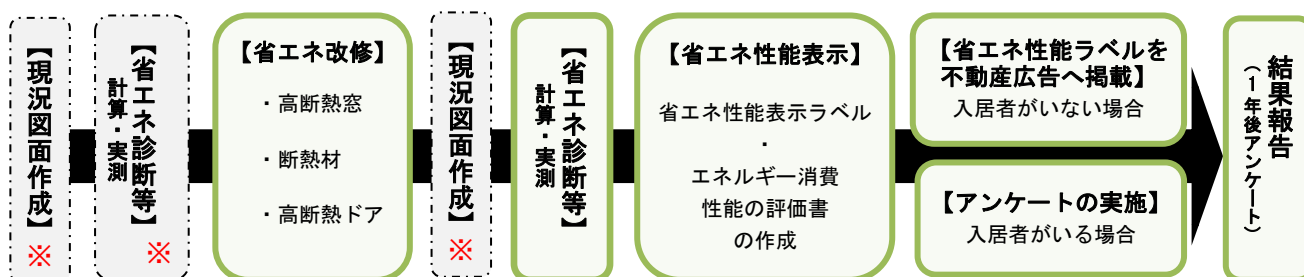 【現況図面作成】※
【省エネ診断等】※
計算・実測
【省エネ改修】
・高断熱窓
・断熱材
・高断熱ドア
【現況図面作成】※
【省エネ診断等】
計算・実測
【省エネ性能表示】
省エネ性能表示ラベル
・
エネルギー消費
性能の評価書
の作成
【省エネ性能ラベルを
不動産広告へ掲載】
入居者がいない場合
【アンケートの実施】
入居者がいる場合
結果報告
（１年後アンケート）